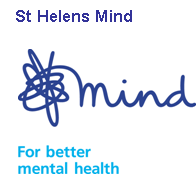 St Helens Mind
mind
For better
mental health